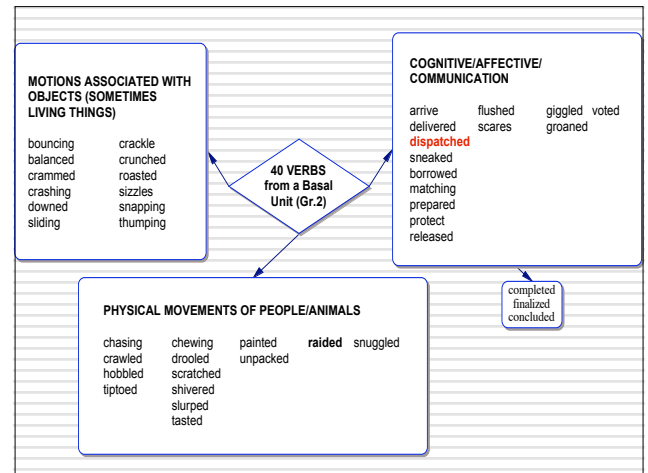 MOTIONS ASSOCIATED WITH
OBJECTS (SOMETIMES
LIVING THINGS)
bouncing crackle
balanced crunched
crammed roasted
crashing sizzles
downed snapping
sliding thumping
40 VERBS
from a Basal
Unit (Gr.2)
COGNITIVE/AFFECTIVE/
COMMUNICATION
arrive flushed giggled voted
delivered scares groaned
dispatched
sneaked
borrowed
matching
prepared
protect
released
completed
finalized
concluded
PHYSICAL MOVEMENTS OF PEOPLE/ANIMALS
chasing chewing painted raided snuggled
crawled drooled unpacked
hobbled scratched
tiptoed shivered
slurped
tasted